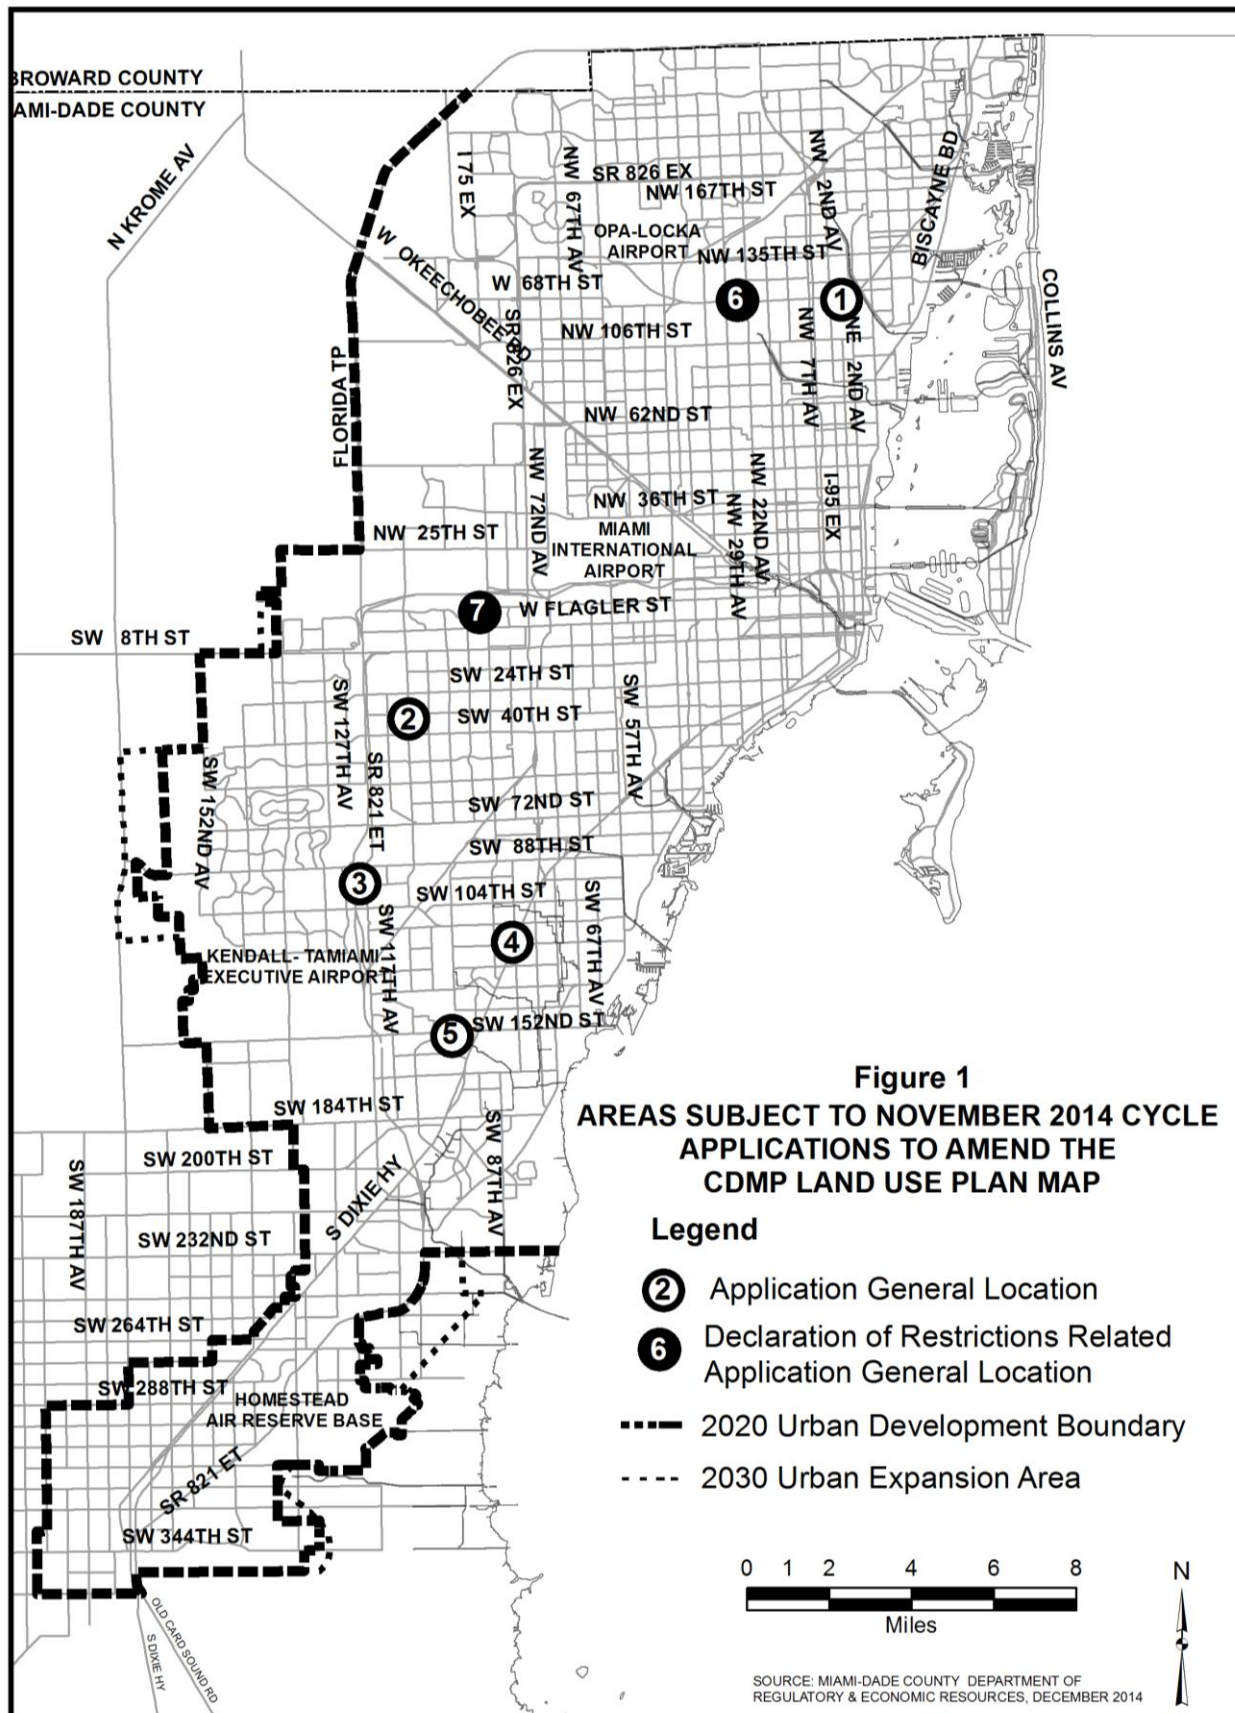 BROWARD COUNTY
AMI-DADE COUNTY
N KROME AV
I 75 EX
NW 67TH AV
SR 826 EX
NW 167TH ST
NW 2ND AV
BISCAYNE BD
OPA-LOCKA
AIRPORT
NW 135TH ST
W OKEECHOBEE RD
W 68TH ST
6
1
COLLINS AV
SR 826 EX
NW 106TH ST
NW 7TH AV
NE 2ND AV
FLORIDA TP
NW 62ND ST
NW 72ND AV
NW 36TH ST
NW 22ND AV
NW 29TH AV
I-95 EX
NW 25TH ST
MIAMI
INTERNATIONAL
AIRPORT
7
W FLAGLER ST
SW 8TH ST
SW 24TH ST
SW 127TH AV
2
SW 40TH ST
SW 57TH AV
SR 821 ET
SW 152ND AV
SW 72ND ST
SW 88TH ST
3
SW 104TH ST
SW 67TH AV
SW 117TH AV
4
KENDALL- TAMIAMI
EXECUTIVE AIRPORT
5
SW 152ND ST
SW 184TH ST
SW 87TH AV
SW 200TH ST
SW 187TH AV
S DIXIE HY
SW 232ND ST
SW 264TH ST
SW 288TH ST
HOMESTEAD
AIR RESERVE BASE
SR 821 ET
SW 344TH ST
OLD CARD SOUND RD
S DIXIE HY
Figure 1
AREAS SUBJECT TO NOVEMBER 2014 CYCLE
APPLICATIONS TO AMEND THE
CDMP LAND USE PLAN MAP
Legend
2 Application General Location
6 Declaration of Restrictions Related
Application General Location
2020 Urban Development Boundary
2030 Urban Expansion Area
0 1 2 4 6 8
Miles
N
SOURCE: MIAMI-DADE COUNTY DEPARTMENT OF
REGULATORY & ECONOMIC RESOURCES, DECEMBER 2014